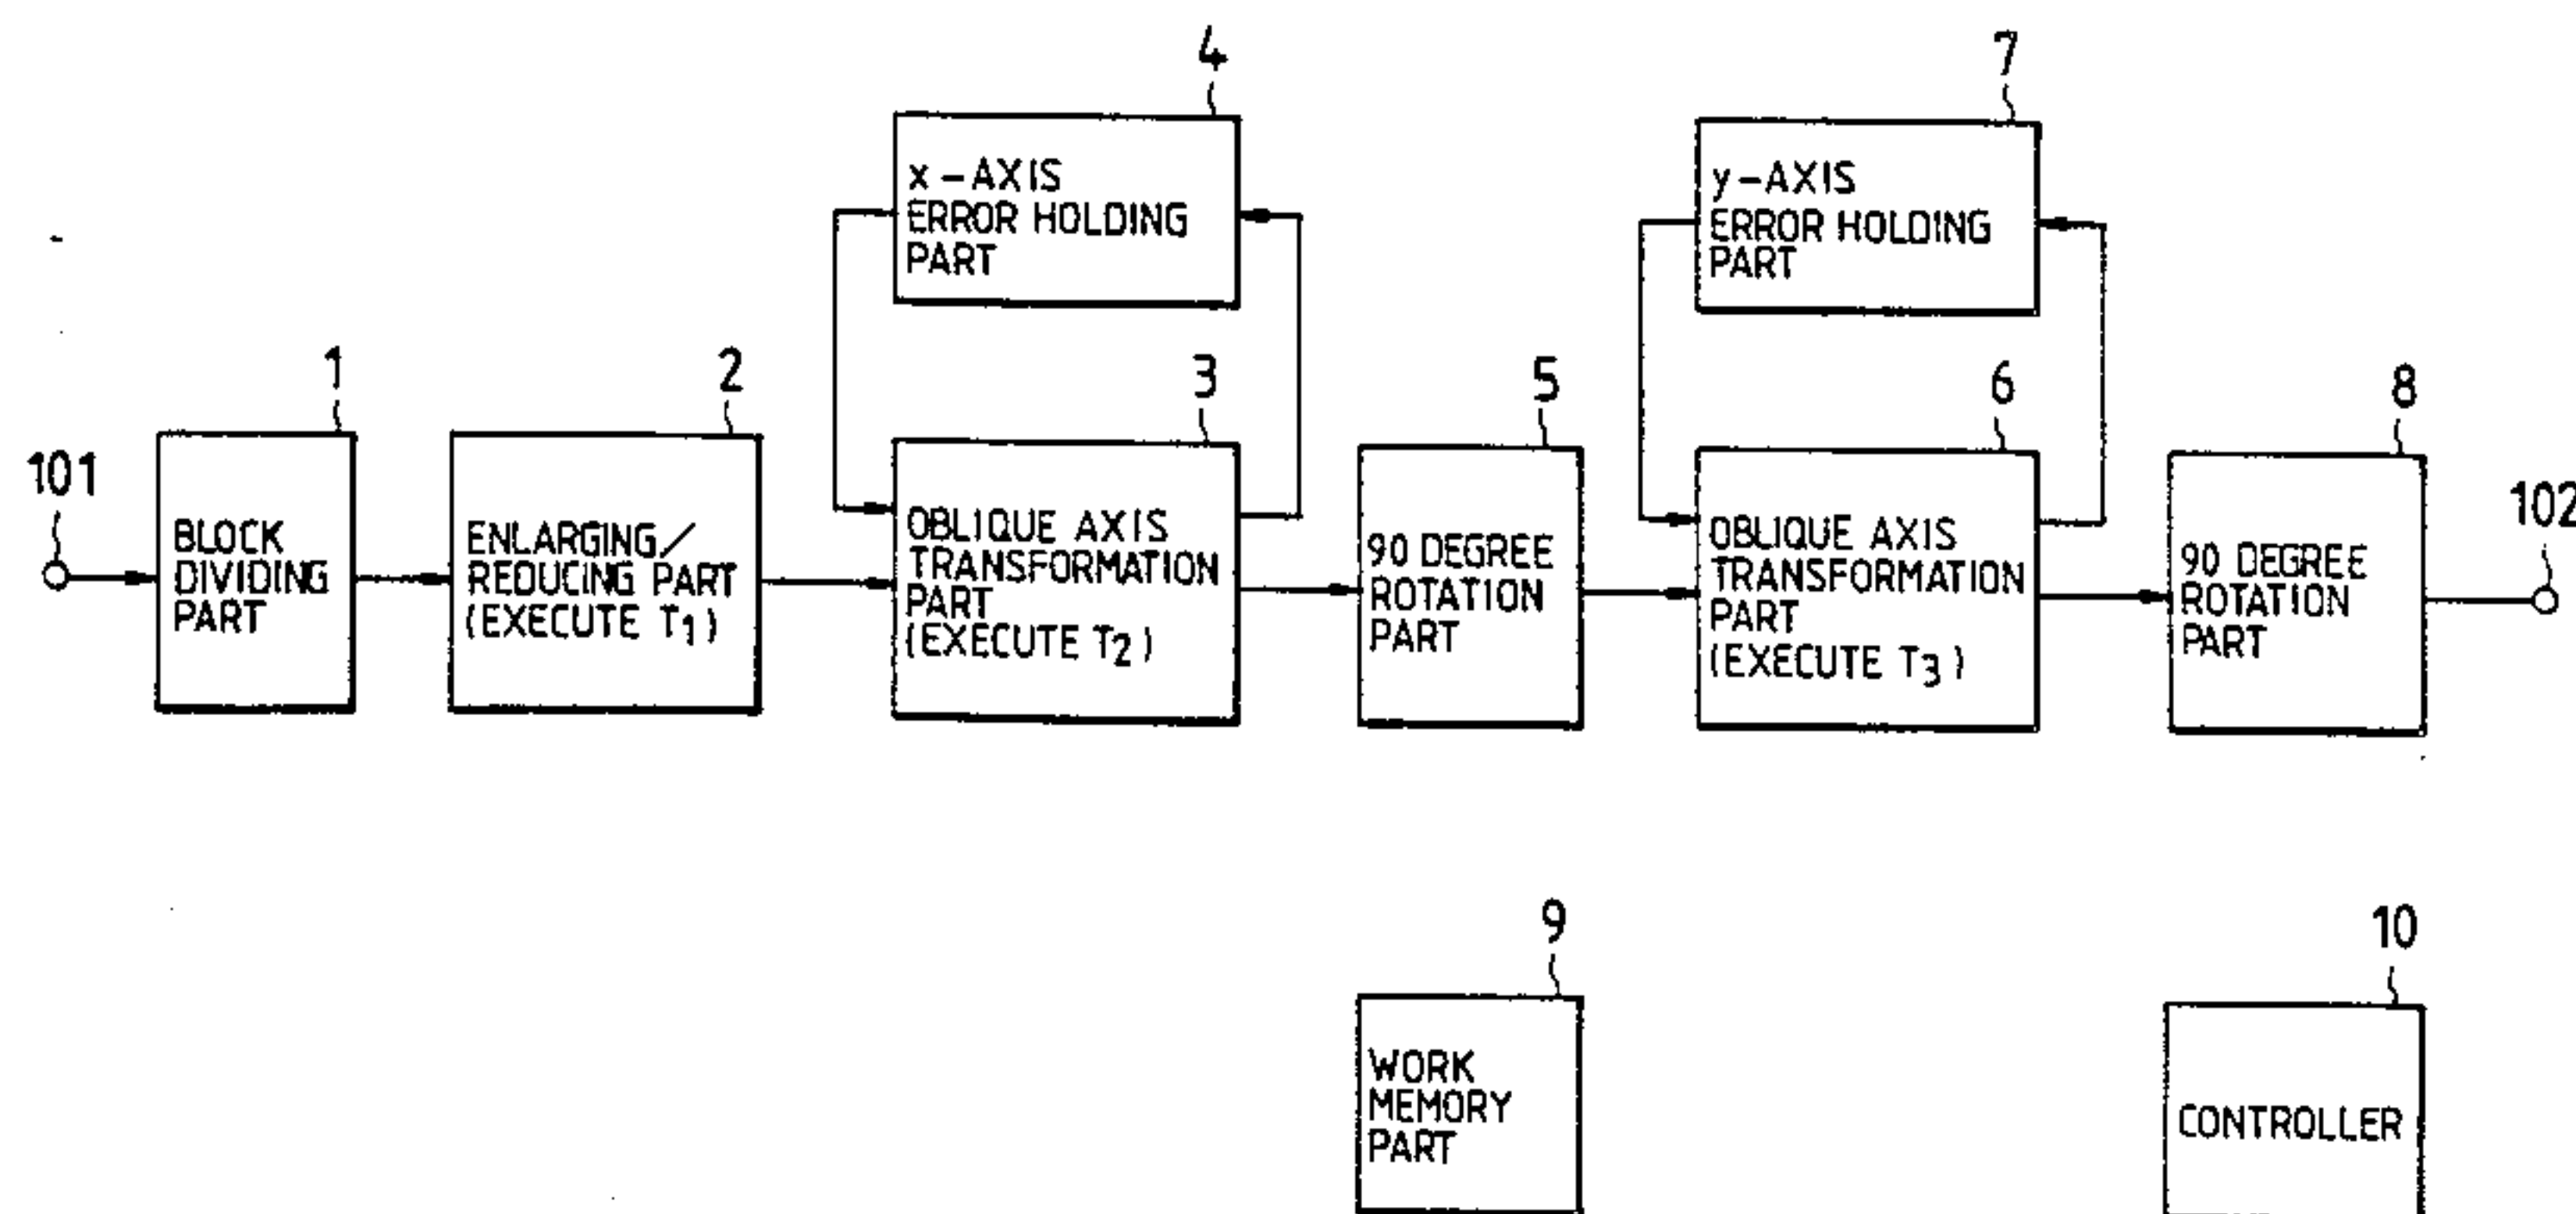 4
x-AXIS
ERROR HOLDING
PART
7
y-AXIS
ERROR HOLDING
PART
101
1
BLOCK
DIVIDING
PART
2
ENLARGING/
REDUCING PART
(EXECUTE T1)
3
OBLIQUE AXIS
TRANSFORMATION
PART
(EXECUTE T2)
5
90 DEGREE
ROTATION
PART
6
OBLIQUE AXIS
TRANSFORMATION
PART
(EXECUTE T3)
8
90 DEGREE
ROTATION
PART
102
9
WORK
MEMORY
PART
10
CONTROLLER